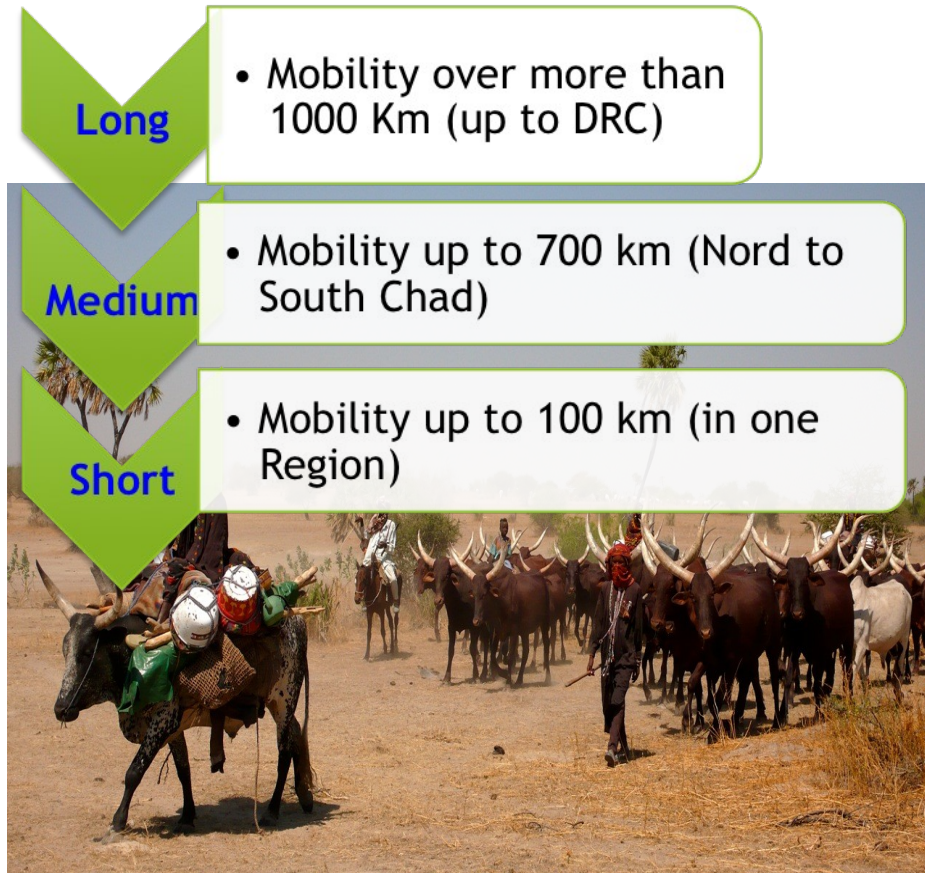 Long
• Mobility over more than
1000 Km (up to DRC)
Medium
• Mobility up to 700 km (Nord to
South Chad)
Short
• Mobility up to 100 km (in one
Region)